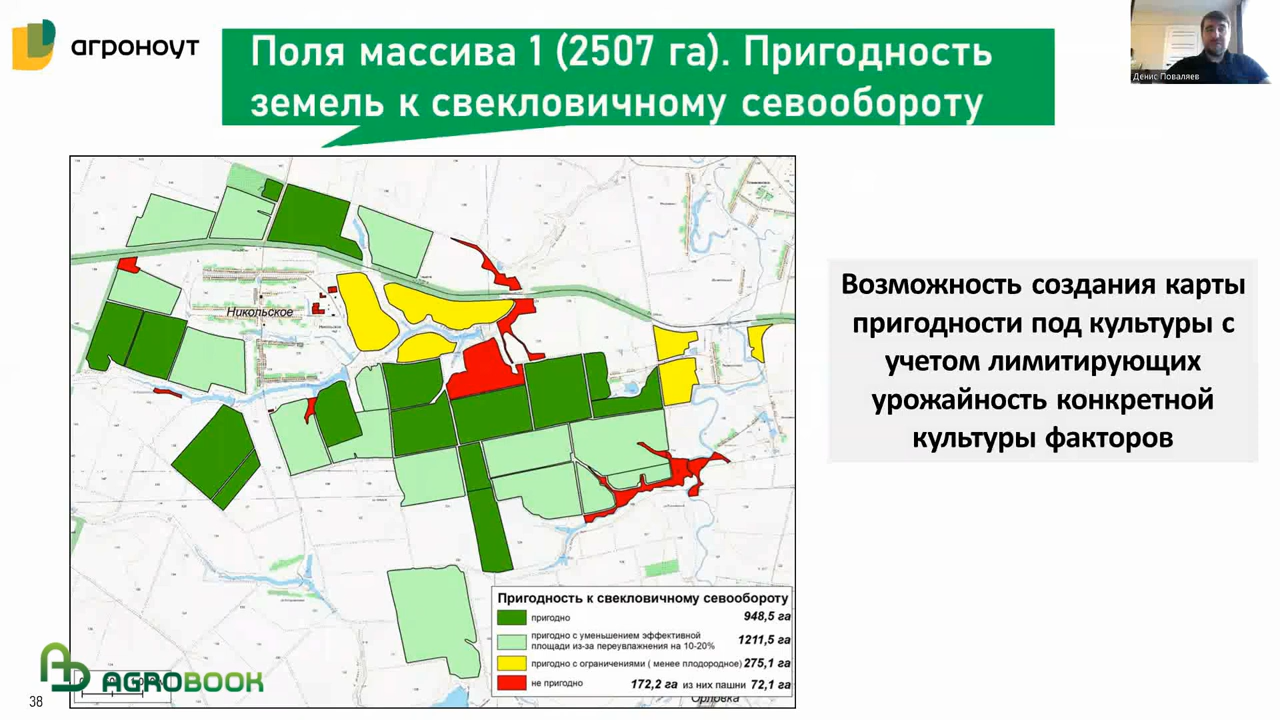 агроноут
Поля массива 1 (2507 га). Пригодность
земель к свекловичному севообороту
Денис Поваляев
Никольское
Возможность создания карты
пригодности под культуры с
учетом лимитирующих
урожайность конкретной
культуры факторов
Пригодность к свекловичному севообороту
пригодно 948,5 га
пригодно с уменьшением эффективной
площади из-за переувлажнения на 10-20% 1211,5 га
пригодно с ограничениями ( менее плодородное) 275,1 га
не пригодно 172,2 га из них пашни 72,1 га
Орловка
AGROBOOK
38